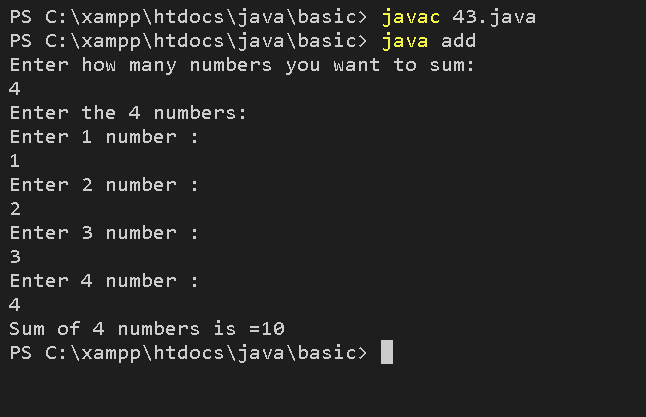 PS C:\xampp\htdocs\java\basic> javac 43.java
PS C:\xampp\htdocs\java\basic> java add
Enter how many numbers you want to sum:
4
Enter the 4 numbers:
Enter 1 number :
1
Enter 2 number :
2
Enter 3 number :
3
Enter 4 number :
4
Sum of 4 numbers is =10
PS C:\xampp\htdocs\java\basic>